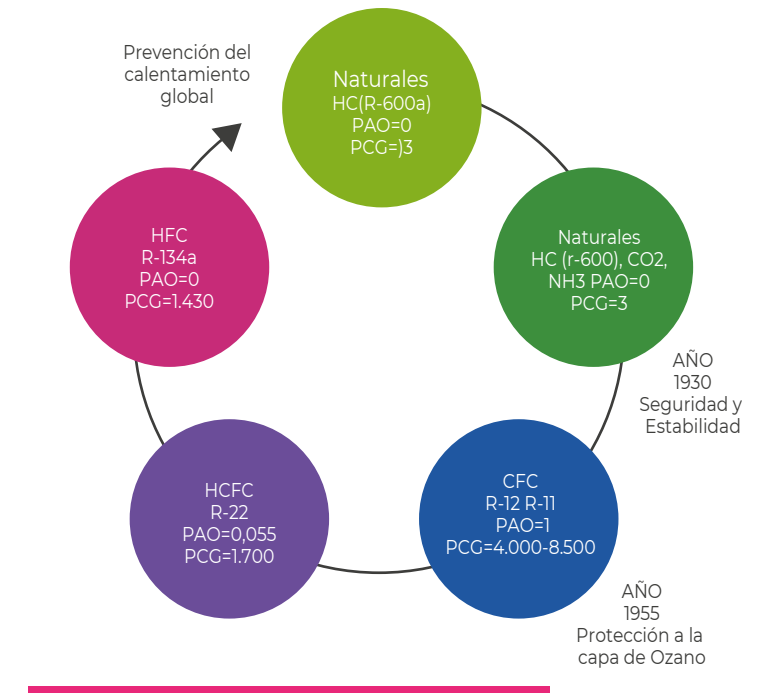 Prevención del
calentamiento
global
Naturales
HC(R-600a)
PAO=0
PCG=)3
Naturales
HC (r-600), CO2,
NH3 PAO=0
PCG=3
AÑO
1930
Seguridad y
Estabilidad
CFC
R-12 R-11
PAO=1
PCG=4.000-8.500
AÑO
1955
Protección a la
capa de Ozano
HCFC
R-22
PAO=0,055
PCG=1.700
HFC
R-134a
PAO=0
PCG=1.430